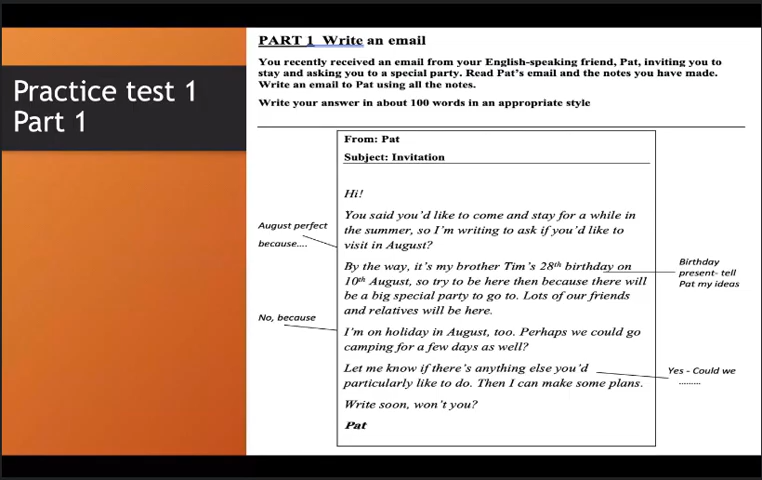 Practice test 1
Part 1
PART 1 Write an email
You recently received an email from your English-speaking friend, Pat, inviting you to
stay and asking you to a special party. Read Pat's email and the notes you have made.
Write an email to Pat using all the notes.
Write your answer in about 100 words in an appropriate style
From: Pat
Subject: Invitation
Hi!
You said you'd like to come and stay for a while in
the summer, so I'm writing to ask if you'd like to
visit in August?
August perfect
because....
By the way, it's my brother Tim's 28th birthday on
10th August, so try to be here then because there will
be a big special party to go to. Lots of our friends
and relatives will be here.
Birthday
present- tell
Pat my ideas
No, because
I'm on holiday in August, too. Perhaps we could go
camping for a few days as well?
Let me know if there's anything else you'd
particularly like to do. Then I can make some plans.
Yes - Could we
.........
Write soon, won't you?
Pat